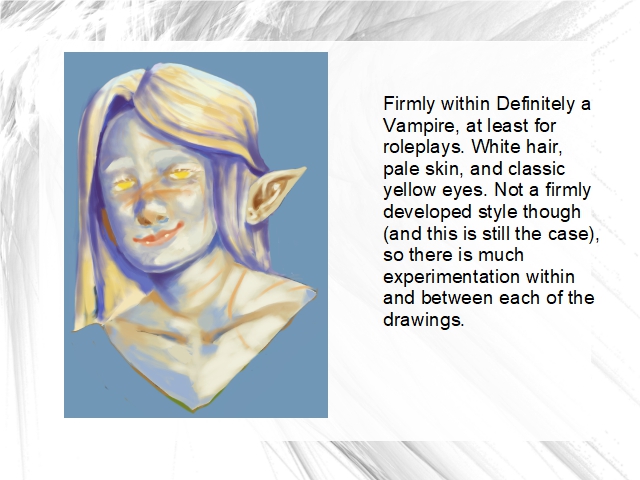 Firmly within Definitely a
Vampire, at least for
roleplays. White hair,
pale skin, and classic
yellow eyes. Not a firmly
developed style though
(and this is still the case),
so there is much
experimentation within
and between each of the
drawings.